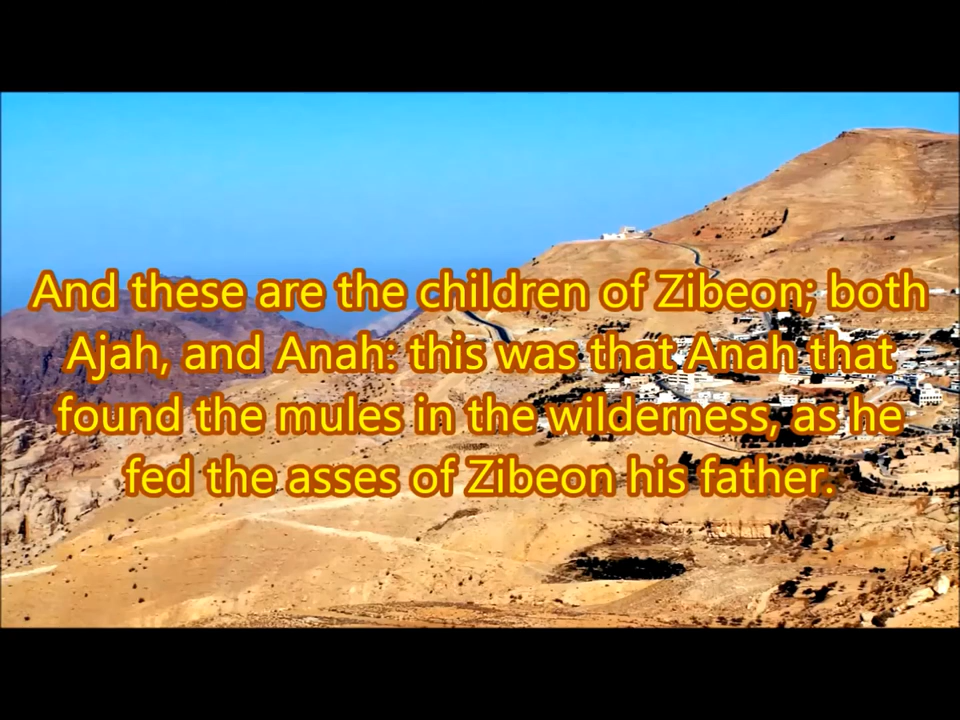 And these are the children of Zibeon; both
Ajah, and Anah: this was that Anah that
found the mules in the wilderness, as he
fed the asses of Zibeon his father.